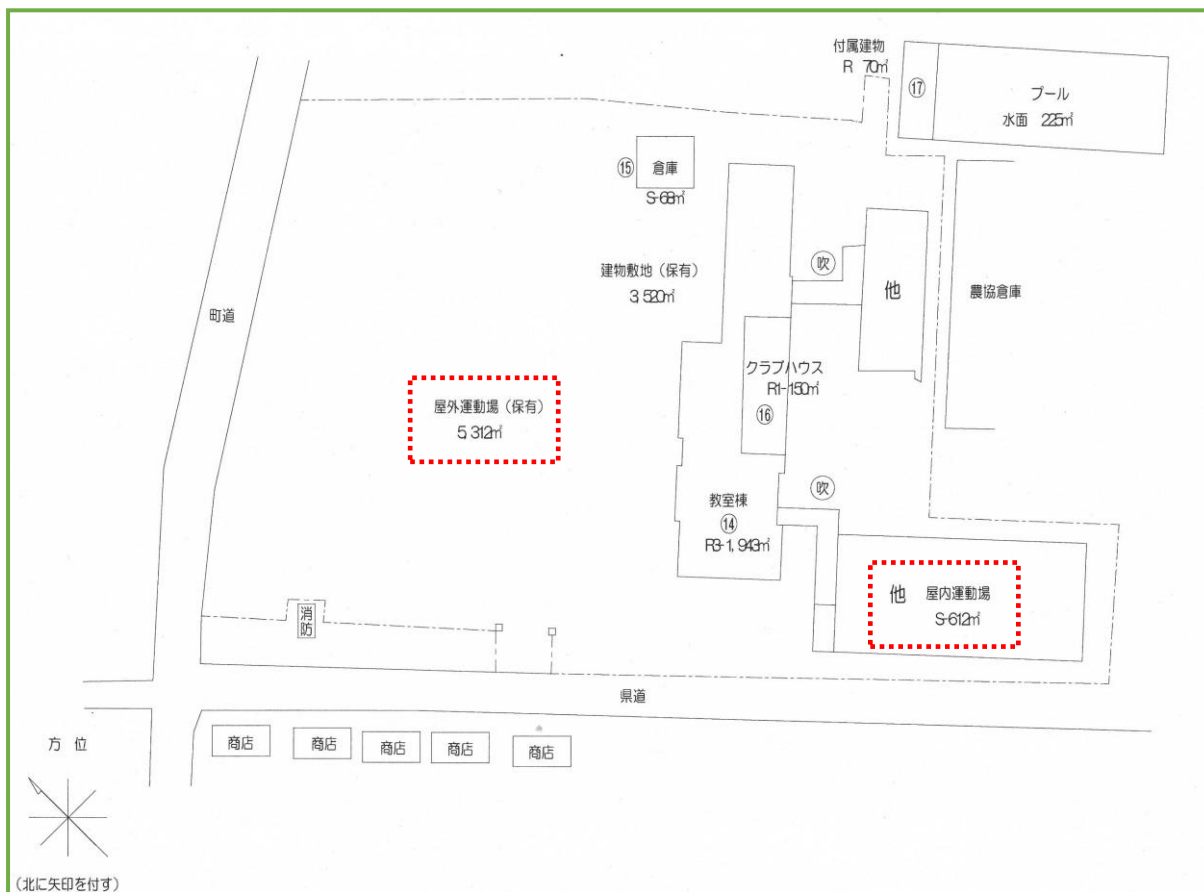 付属建物
R 70㎡
⑰
プール
水面 225㎡
⑮
倉庫
S-68㎡
建物敷地（保有）
3,520㎡
吹
他
農協倉庫
町道
クラブハウス
R1-150㎡
⑯
屋外運動場（保有）
5,312㎡
吹
教室棟
⑭
R3-1,943㎡
他
屋内運動場
S-612㎡
消防
県道
商店
商店
商店
商店
商店
方 位
(北に矢印を付す)